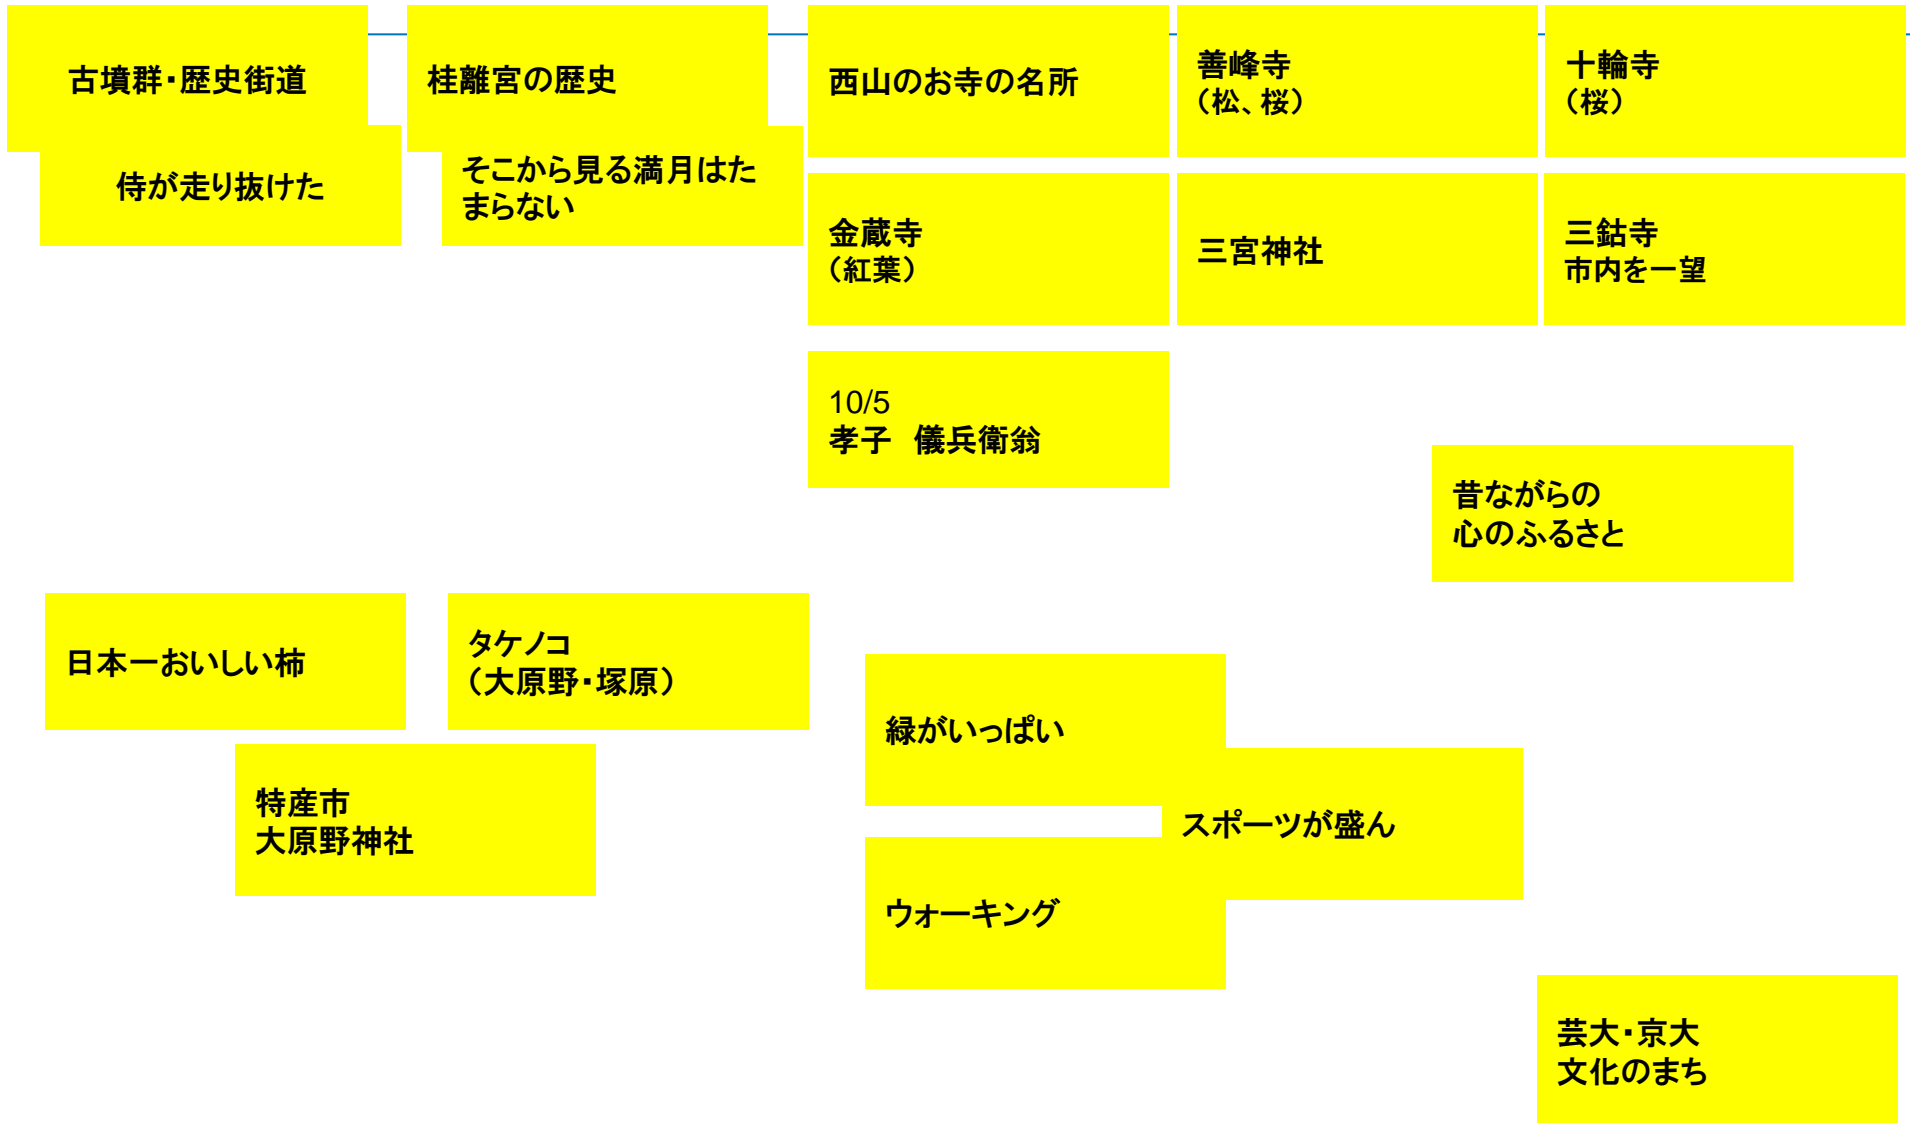 古墳群・歴史街道
侍が走り抜けた
桂離宮の歴史
そこから見る満月はた
まらない
西山のお寺の名所
善峰寺
（松、桜）
十輪寺
（桜）
金蔵寺
（紅葉）
三宮神社
三鈷寺
市内を一望
10/5
孝子　儀兵衛翁
昔ながらの
心のふるさと
日本一おいしい柿
タケノコ
（大原野・塚原）
特産市
大原野神社
緑がいっぱい
スポーツが盛ん
ウォーキング
芸大・京大
文化のまち